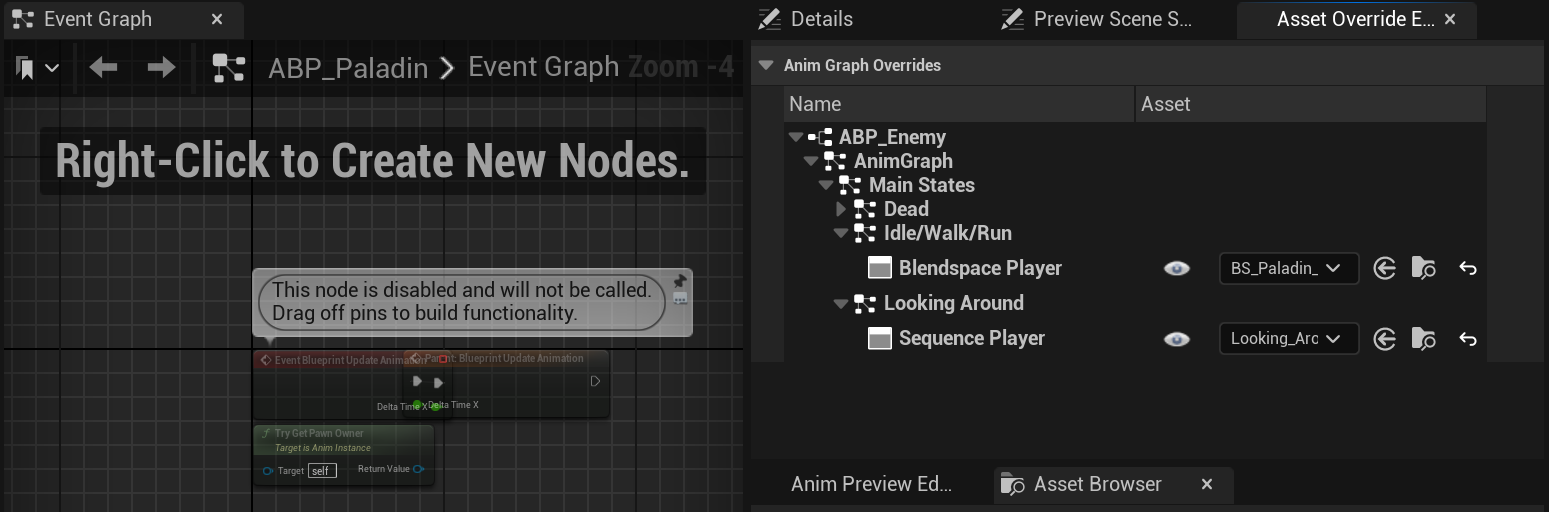 Event Graph
ABP_Paladin > Event Graph Zoom -4
Right-Click to Create New Nodes.
This node is disabled and will not be called.
Drag off pins to build functionality.
Event Blueprint Update Animation
Parent: Blueprint Update Animation
Delta Time X
Delta Time X
Try Get Pawn Owner
Target is Anim Instance
Target self Return Value
Details Preview Scene S... Asset Override E...
Anim Graph Overrides
Name Asset
ABP_Enemy
AnimGraph
Main States
Dead
Idle/Walk/Run
Blendspace Player BS_Paladin_
Looking Around
Sequence Player Looking_Arc
Anim Preview Ed... Asset Browser